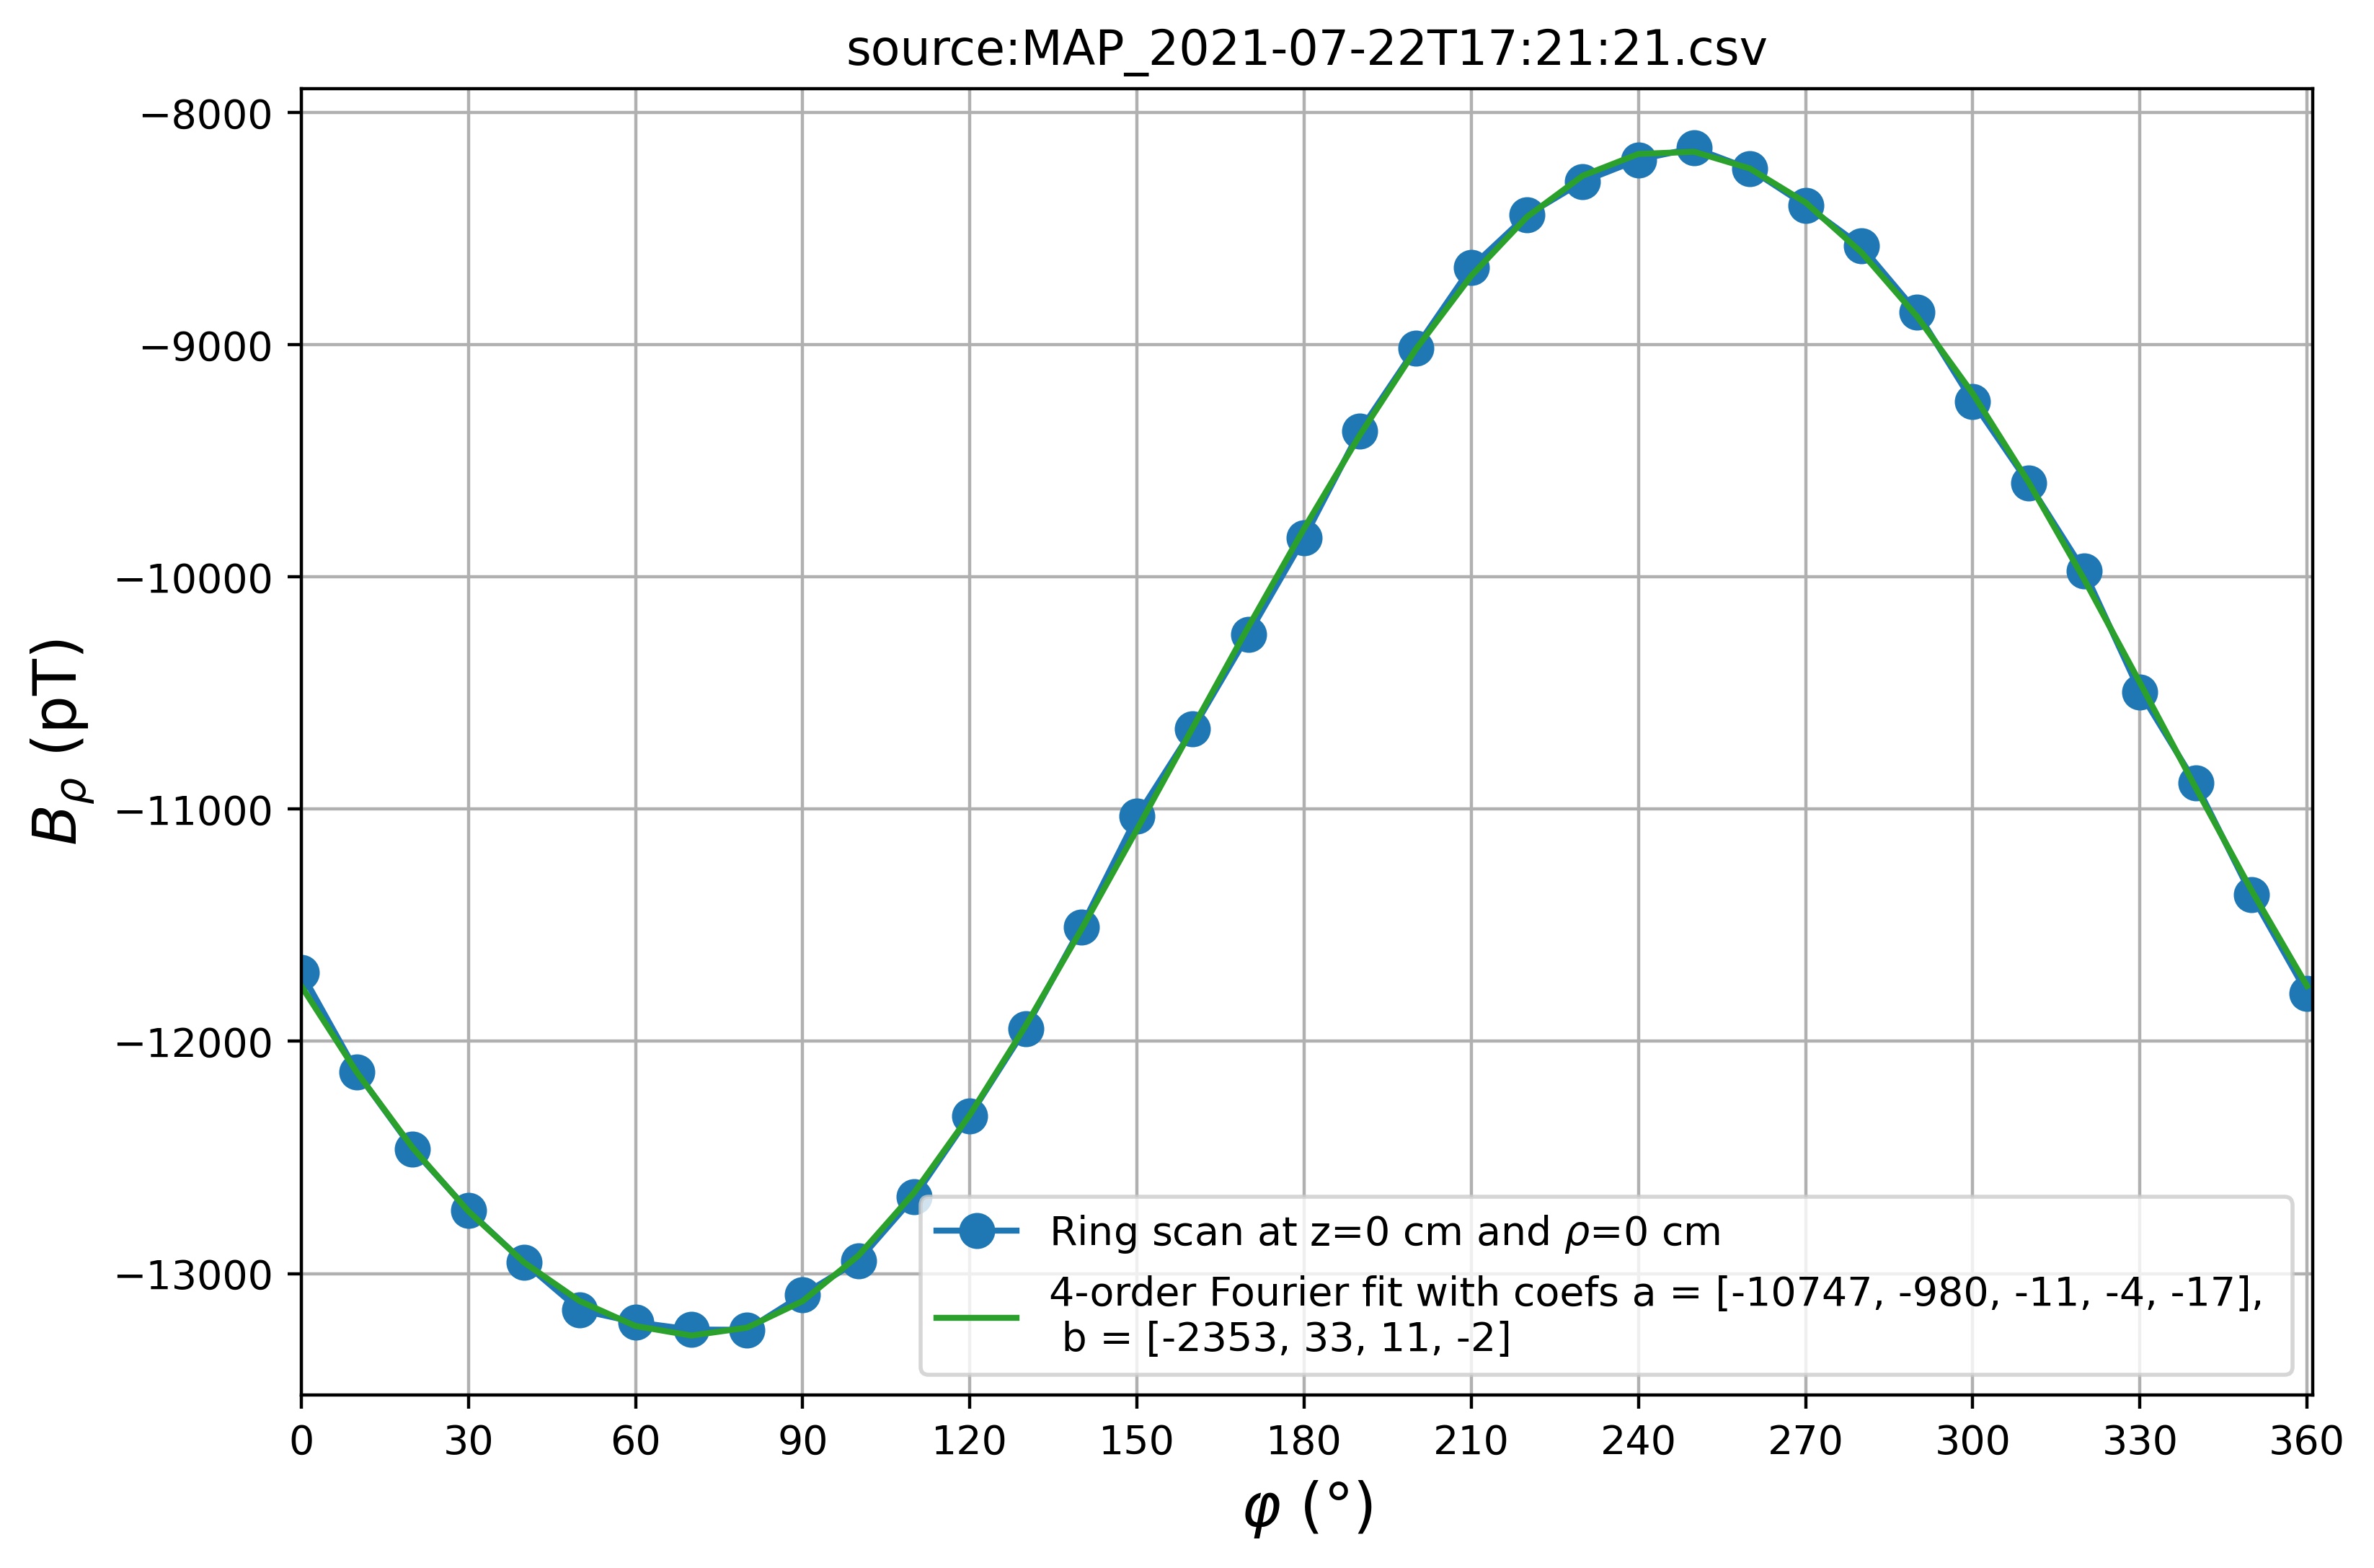 source:MAP_2021-07-22T17:21:21.csv
−8000
−9000
−10000
−11000
−12000
−13000
Bρ (pT)
Ring scan at z=0 cm and ρ=0 cm
4-order Fourier fit with coefs a = [-10747, -980, -11, -4, -17],
b = [-2353, 33, 11, -2]
0 30 60 90 120 150 180 210 240 270 300 330 360
φ (°)